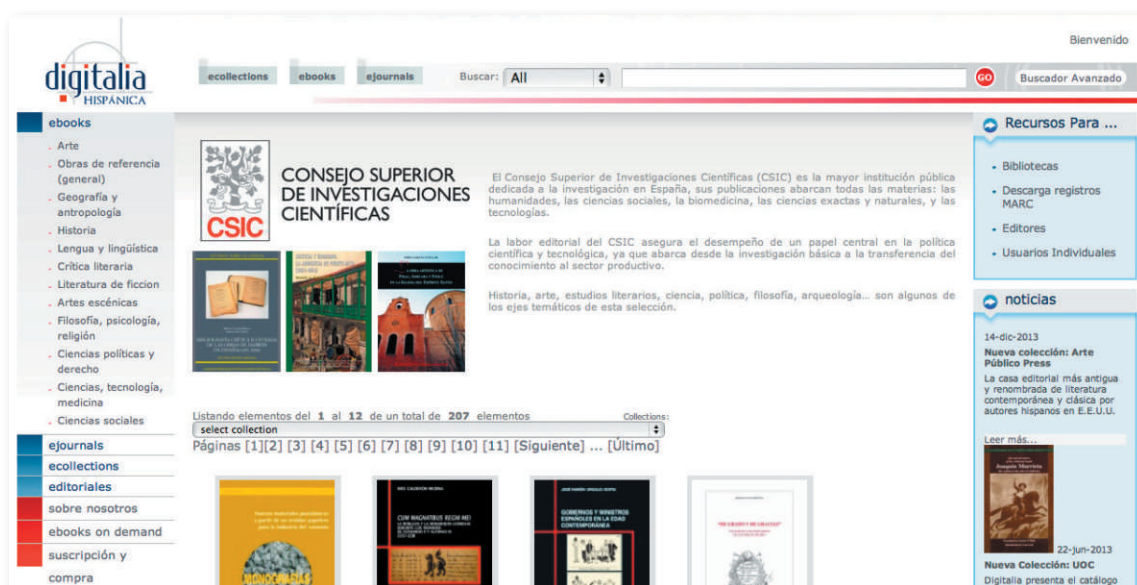 Bienvenido
digitalia
HISPÁNICA
ecollections
ebooks
ejournals
Buscar: All
GO
Buscador Avanzado
ebooks
. Arte
. Obras de referencia
(general)
. Geografía y
antropología
. Historia
. Lengua y lingüística
. Crítica literaria
. Literatura de ficcion
. Artes escénicas
. Filosofía, psicología,
religión
. Ciencias políticas y
derecho
. Ciencias, tecnología,
medicina
. Ciencias sociales
ejournals
ecollections
editoriales
sobre nosotros
ebooks on demand
suscripción y
compra
CSIC
CONSEJO SUPERIOR
DE INVESTIGACIONES
CIENTÍFICAS
El Consejo Superior de Investigaciones Científicas (CSIC) es la mayor institución pública
dedicada a la investigación en España, sus publicaciones abarcan todas las materias: las
humanidades, las ciencias sociales, la biomedicina, las ciencias exactas y naturales, y las
tecnologías.
La labor editorial del CSIC asegura el desempeño de un papel central en la política
científica y tecnológica, ya que abarca desde la investigación básica a la transferencia del
conocimiento al sector productivo.
Historia, arte, estudios literarios, ciencia, política, filosofía, arqueología... son algunos de
los ejes temáticos de esta selección.
Listando elementos del 1 al 12 de un total de 207 elementos
Collections:
select collection
Páginas [1][2] [3] [4] [5] [6] [7] [8] [9] [10] [11] [Siguiente] ... [Último]
MONOGRAFÍAS
CUM MAGNATIBUS REGNI MEI
GOBIERNOS Y MINISTROS
ESPAÑOLES EN LA EDAD
CONTEMPORÁNEA
"DE GRADO O DE GRACIAS"
Recursos Para ...
• Bibliotecas
• Descarga registros
MARC
• Editores
• Usuarios Individuales
noticias
14-dic-2013
Nueva colección: Arte
Público Press
La casa editorial más antigua
y renombrada de literatura
contemporánea y clásica por
autores hispanos en E.E.U.U.
Leer más...
Joaquín Murrieta
22-jun-2013
Nueva Colección: UOC
Digitalia presenta el catálogo